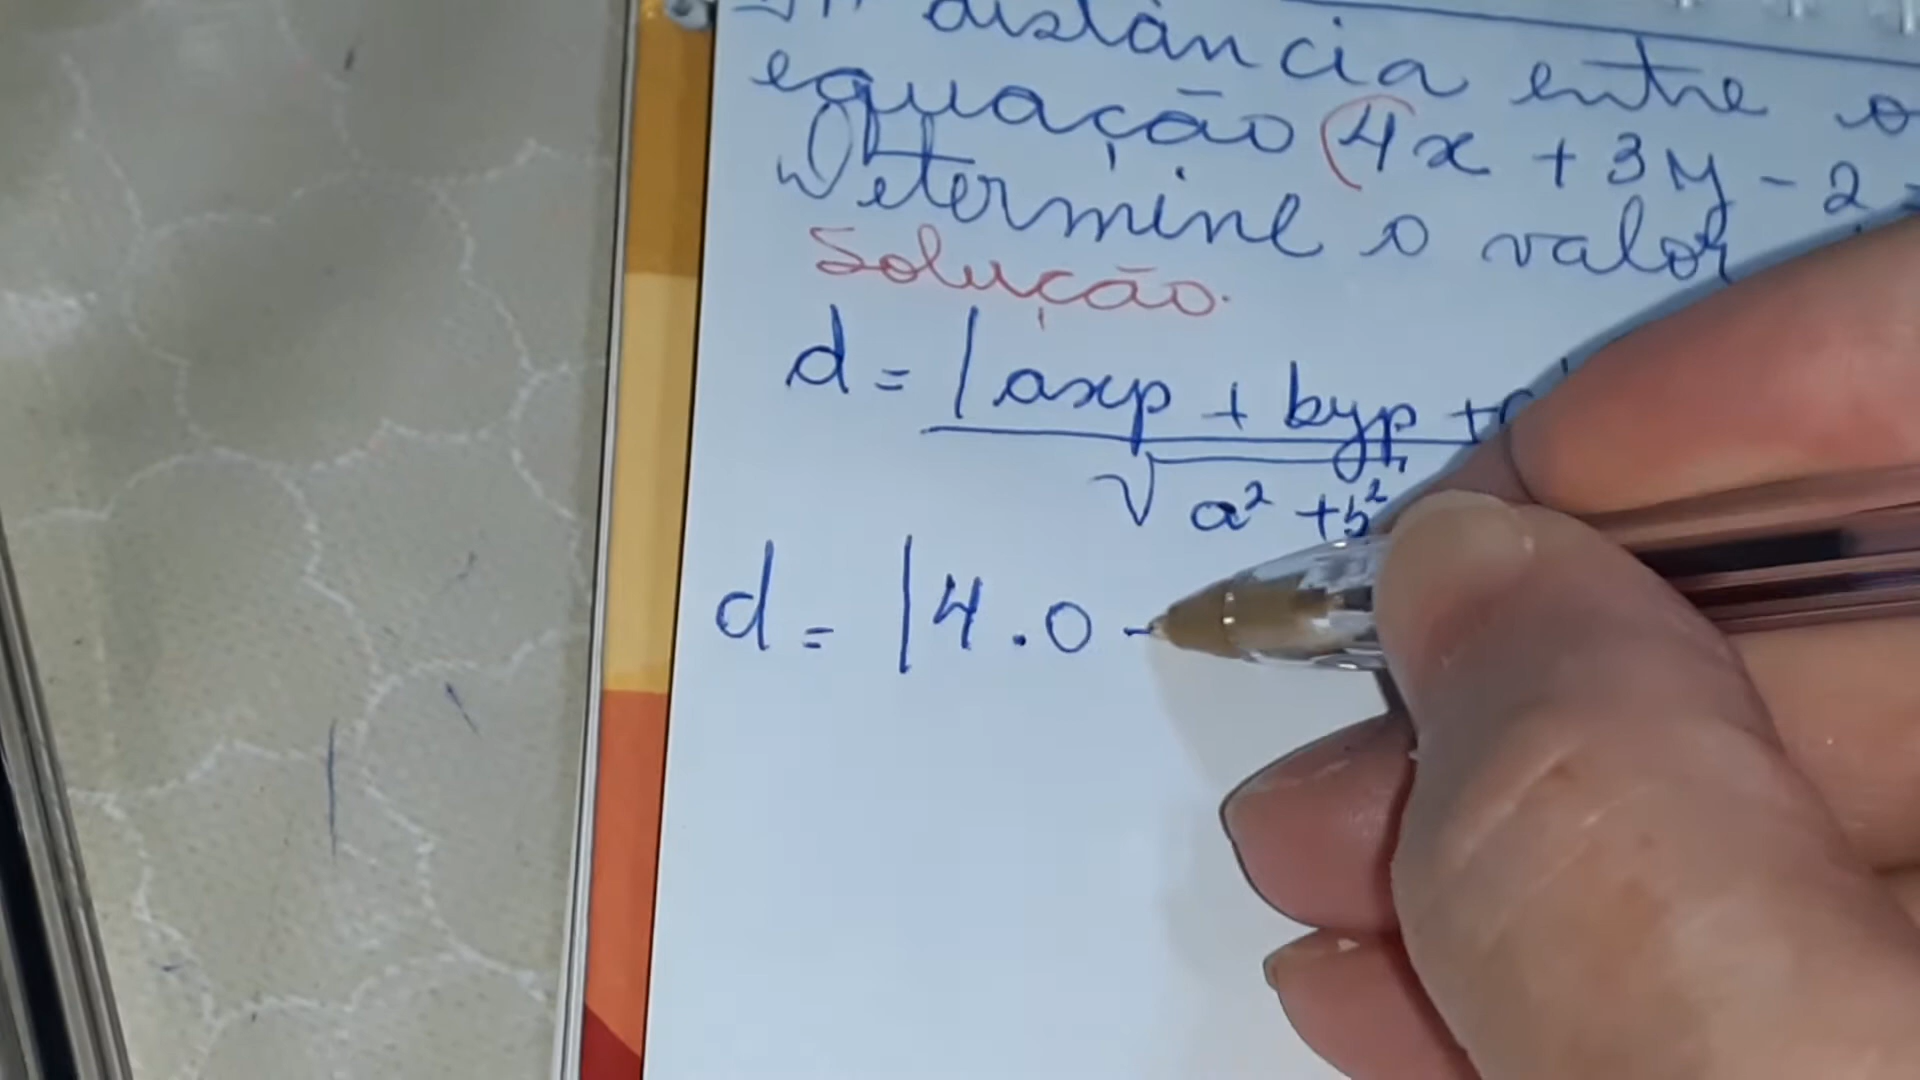 distância entre o
equação 4x + 3y - 2 =
Determine o valor
Solução.
d = |axp + byp +
√a² + b²
d = |4.0 -